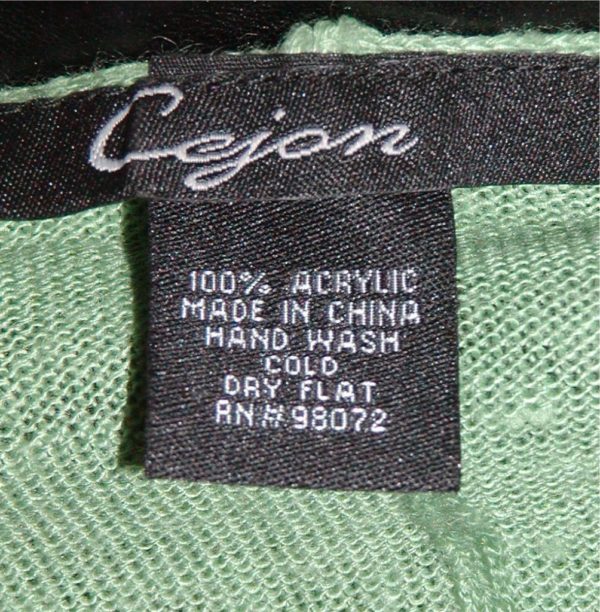 Cejon
100% ACRYLIC
MADE IN CHINA
HAND WASH
COLD
DRY FLAT
RN#98072